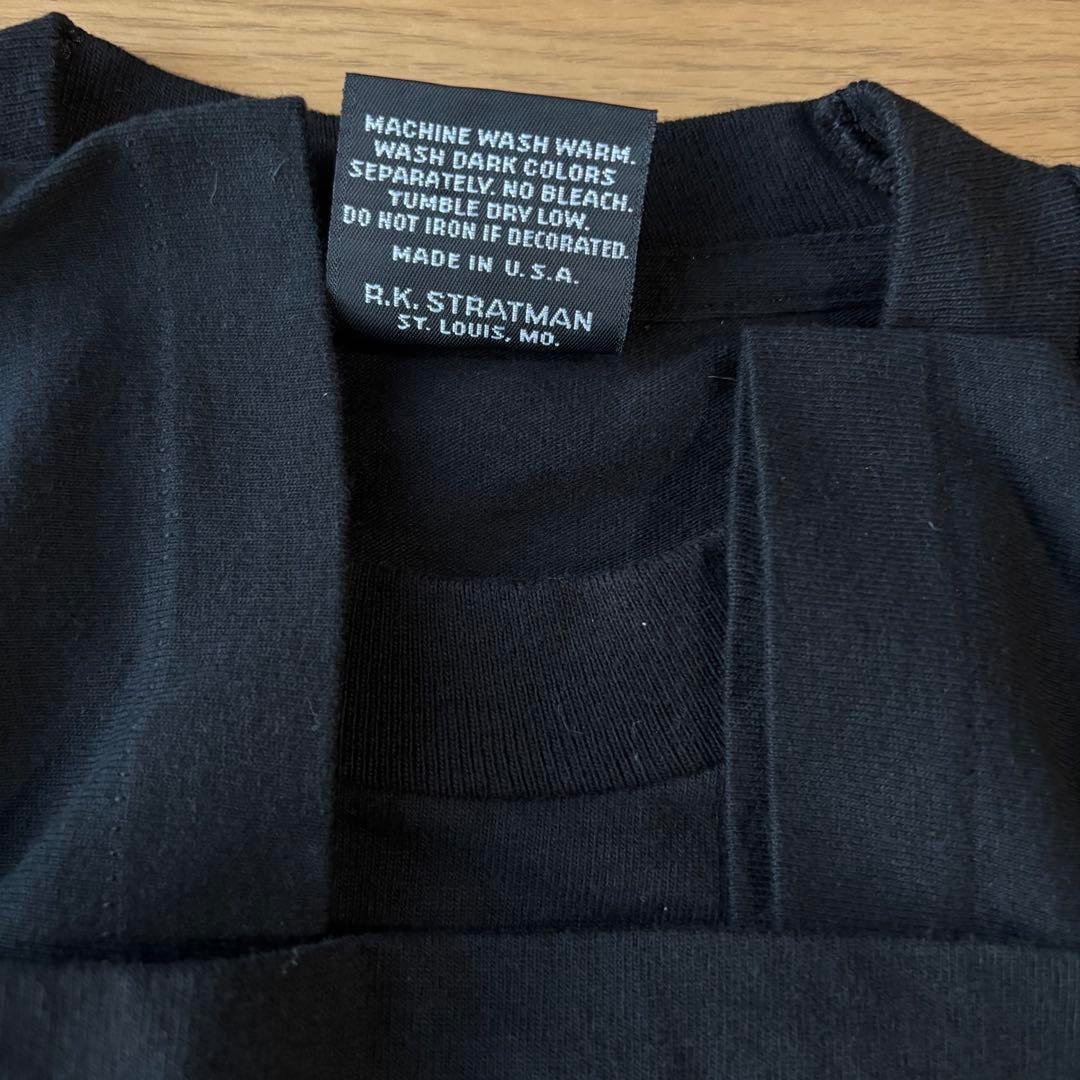 MACHINE WASH WARM.
WASH DARK COLORS
SEPARATELY. NO BLEACH.
TUMBLE DRY LOW.
DO NOT IRON IF DECORATED.
MADE IN U.S.A.
R.K. STRATMAN
ST. LOUIS, MO.